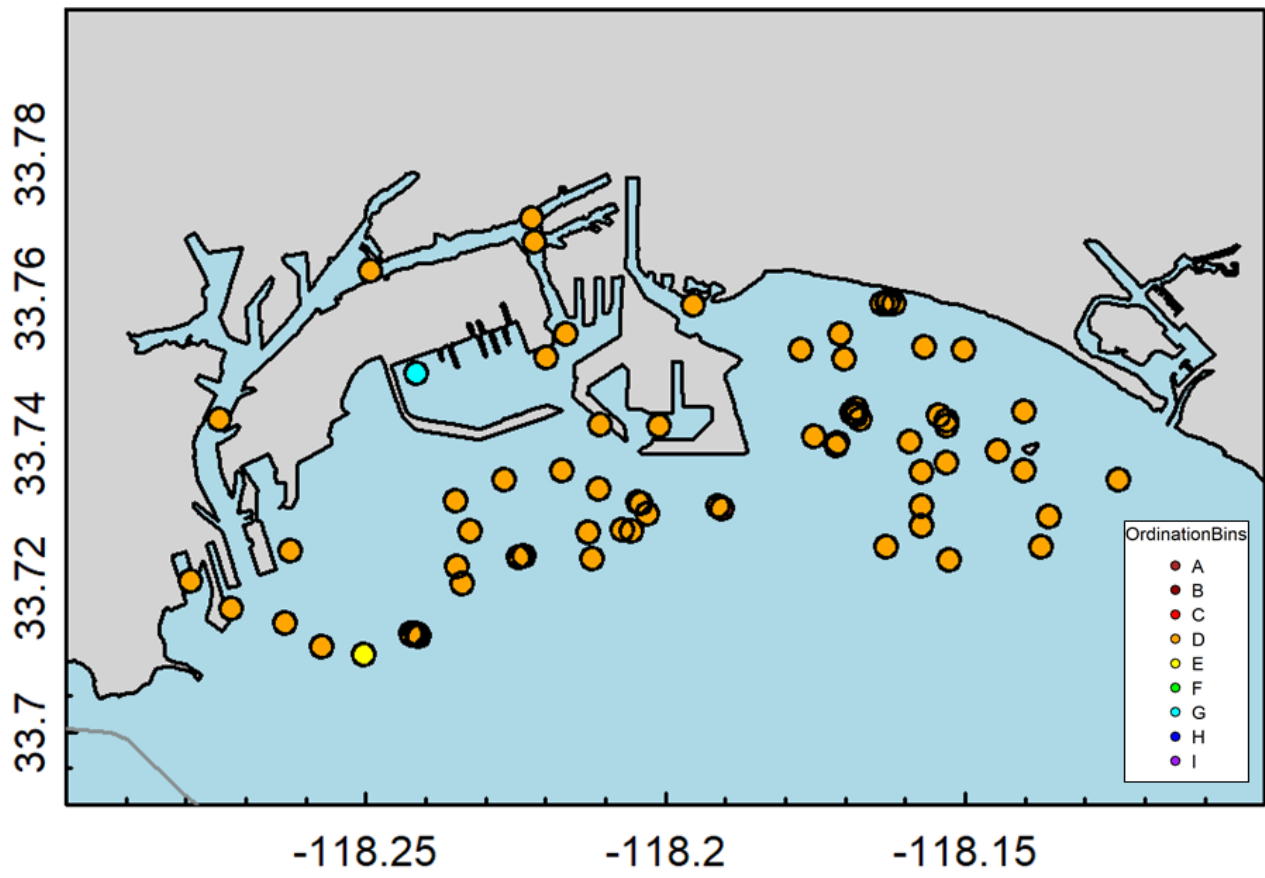 33.78
33.76
33.74
33.72
33.7
OrdinationBins
A
B
C
D
E
F
G
H
I
-118.25
-118.2
-118.15